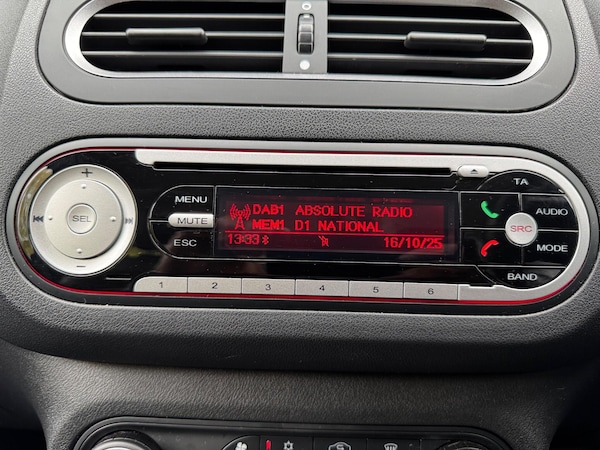 +
SEL
-
MENU
MUTE
ESC
DAB1 ABSOLUTE RADIO
MEM1 D1 NATIONAL
13:33 16/10/25
TA
AUDIO
SRC
MODE
BAND
1 2 3 4 5 6